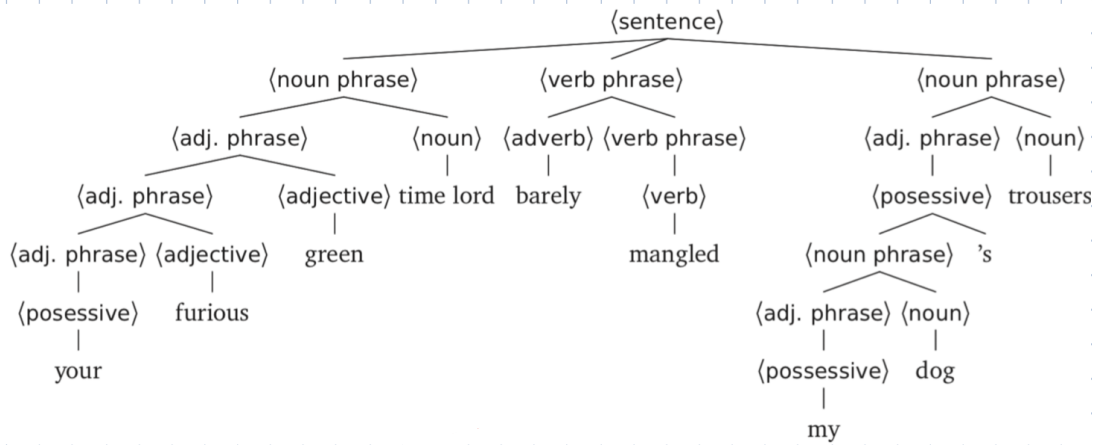 ⟨sentence⟩
⟨noun phrase⟩ ⟨verb phrase⟩ ⟨noun phrase⟩
⟨adj. phrase⟩ ⟨noun⟩ ⟨adverb⟩ ⟨verb phrase⟩ ⟨adj. phrase⟩ ⟨noun⟩
⟨adj. phrase⟩ ⟨adjective⟩ time lord barely ⟨verb⟩ ⟨posessive⟩ trousers
⟨adj. phrase⟩ ⟨adjective⟩ green mangled ⟨noun phrase⟩ ’s
⟨posessive⟩ furious ⟨adj. phrase⟩ ⟨noun⟩
your ⟨possessive⟩ dog
my